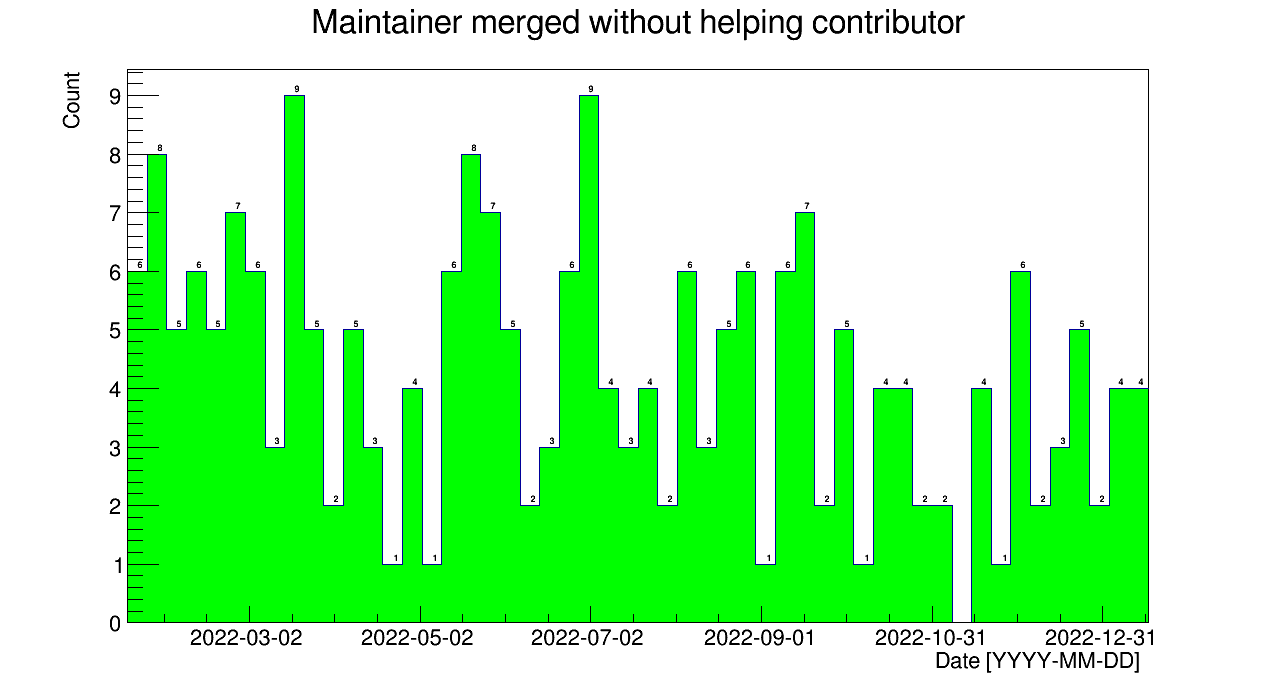 Maintainer merged without helping contributor
Count
9
8
7
6
5
4
3
2
1
0
6 8 5 6 5 7 6 3 9 5 2 5 3 1 4 1 6 8 7 5 2 3 6 9 4 3 4 2 6 3 5 6 1 6 7 2 5 1 4 4 2 2 4 1 6 2 3 5 2 4 4
2022-03-02 2022-05-02 2022-07-02 2022-09-01 2022-10-31 2022-12-31
Date [YYYY-MM-DD]